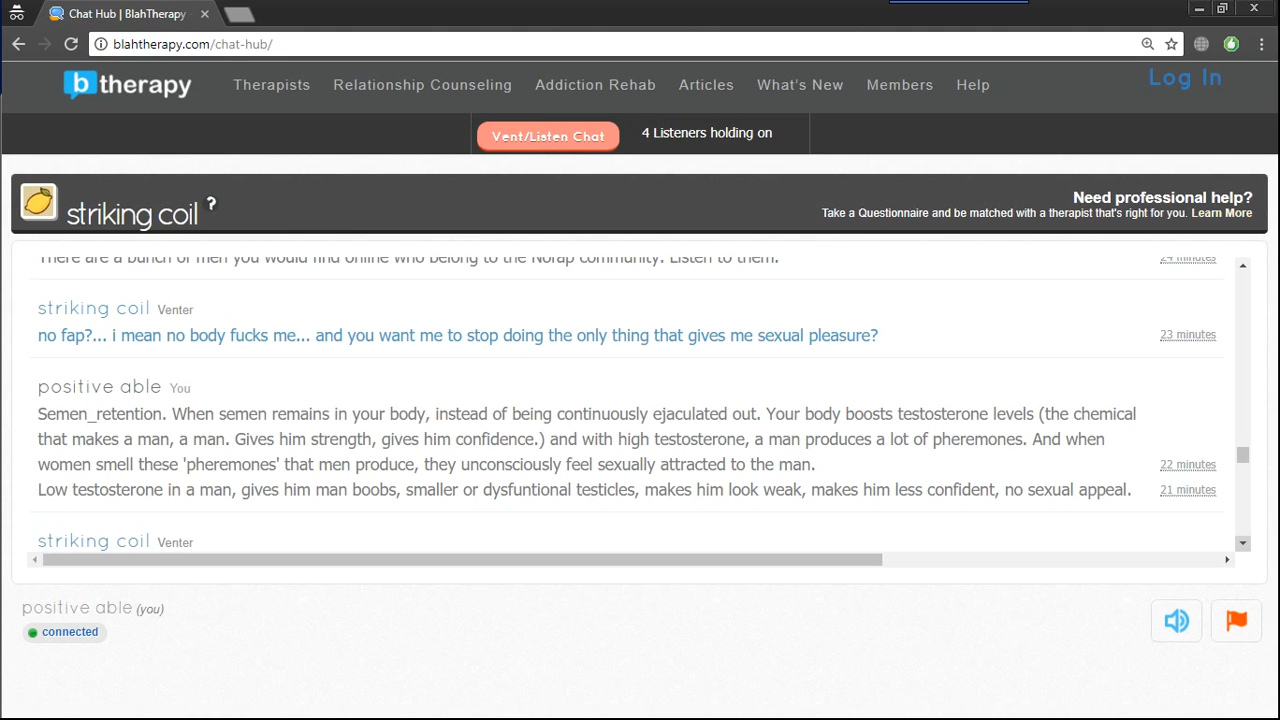 Chat Hub | BlahTherapy
blahtherapy.com/chat-hub/
b therapy
Therapists
Relationship Counseling
Addiction Rehab
Articles
What's New
Members
Help
Log In
Vent/Listen Chat
4 Listeners holding on
striking coil ?
Need professional help?
Take a Questionnaire and be matched with a therapist that's right for you. Learn More
There are a bunch of men you would find online who belong to the Nofap community. Listen to them.
24 minutes
striking coil Venter
no fap?... i mean no body fucks me... and you want me to stop doing the only thing that gives me sexual pleasure?
23 minutes
positive able You
Semen_retention. When semen remains in your body, instead of being continuously ejaculated out. Your body boosts testosterone levels (the chemical
that makes a man, a man. Gives him strength, gives him confidence.) and with high testosterone, a man produces a lot of pheremones. And when
women smell these 'pheremones' that men produce, they unconsciously feel sexually attracted to the man.
22 minutes
Low testosterone in a man, gives him man boobs, smaller or dysfuntional testicles, makes him look weak, makes him less confident, no sexual appeal.
21 minutes
striking coil Venter
positive able (you)
connected